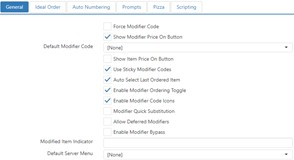 General Ideal Order Auto Numbering Prompts Pizza Scripting
Force Modifier Code
Show Modifier Price On Button
Default Modifier Code [None]
Show Item Price On Button
Use Sticky Modifier Codes
Auto Select Last Ordered Item
Enable Modifier Ordering Toggle
Enable Modifier Code Icons
Modifier Quick Substitution
Allow Deferred Modifiers
Enable Modifier Bypass
Modified Item Indicator
Default Server Menu [None]